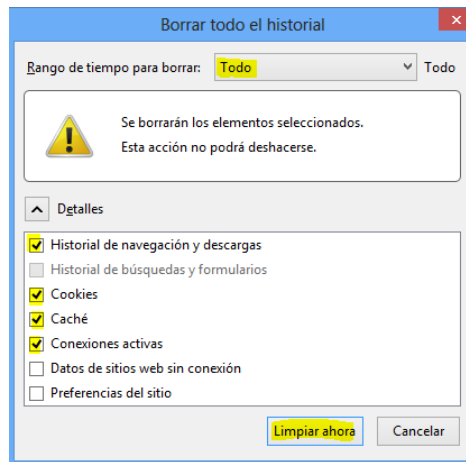 Borrar todo el historial
Rango de tiempo para borrar: Todo Todo
Se borrarán los elementos seleccionados.
Esta acción no podrá deshacerse.
Detalles
Historial de navegación y descargas
Historial de búsquedas y formularios
Cookies
Caché
Conexiones activas
Datos de sitios web sin conexión
Preferencias del sitio
Limpiar ahora Cancelar